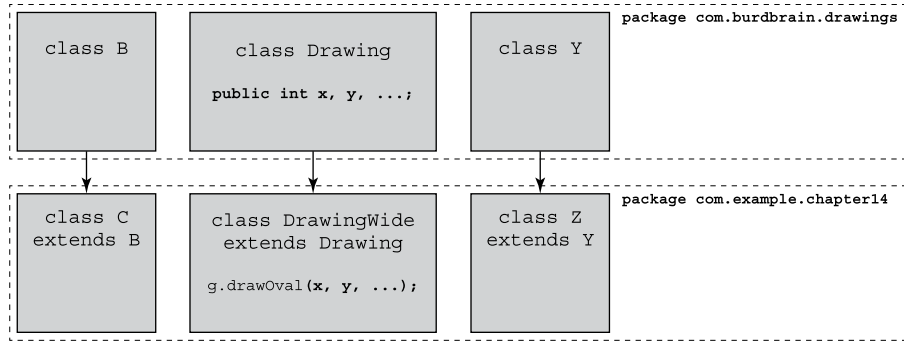 package com.burdbrain.drawings
class B
class Drawing
public int x, y, ...;
class Y
package com.example.chapter14
class C
extends B
class DrawingWide
extends Drawing
g.drawOval(x, y, ...);
class Z
extends Y